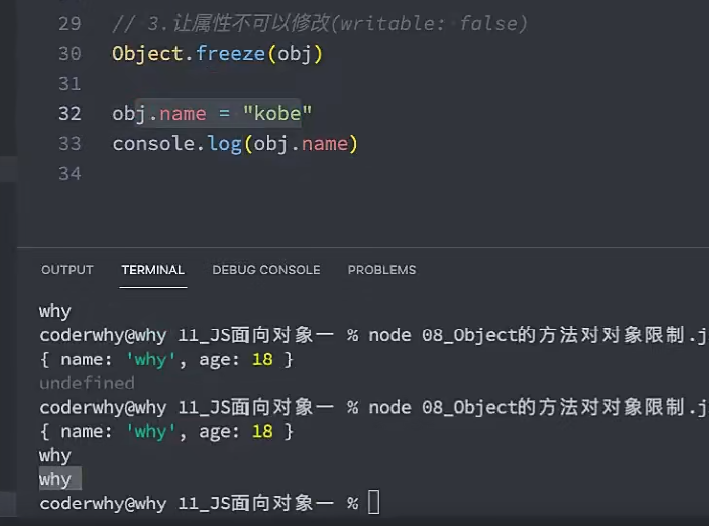 29 // 3.让属性不可以修改(writable: false)
30 Object.freeze(obj)
31
32 obj.name = "kobe"
33 console.log(obj.name)
34
OUTPUT TERMINAL DEBUG CONSOLE PROBLEMS
why
coderwhy@why 11_JS面向对象一 % node 08_Object的方法对对象限制.j
{ name: 'why', age: 18 }
undefined
coderwhy@why 11_JS面向对象一 % node 08_Object的方法对对象限制.j
{ name: 'why', age: 18 }
why
why
coderwhy@why 11_JS面向对象一 %